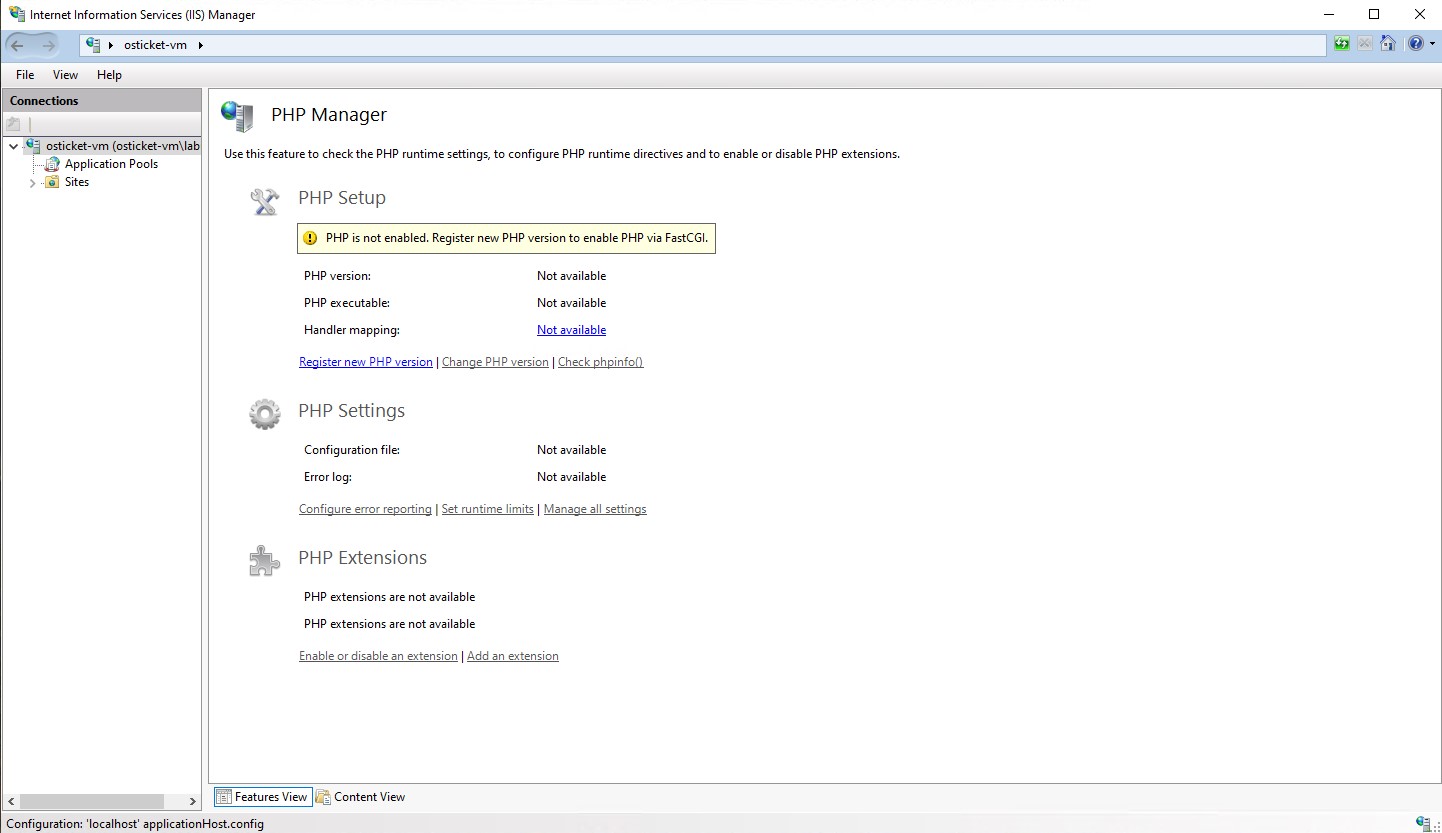 Internet Information Services (IIS) Manager
osticket-vm
File View Help
Connections
osticket-vm (osticket-vm\lab
Application Pools
Sites
PHP Manager
Use this feature to check the PHP runtime settings, to configure PHP runtime directives and to enable or disable PHP extensions.
PHP Setup
PHP is not enabled. Register new PHP version to enable PHP via FastCGI.
PHP version: Not available
PHP executable: Not available
Handler mapping: Not available
Register new PHP version | Change PHP version | Check phpinfo()
PHP Settings
Configuration file: Not available
Error log: Not available
Configure error reporting | Set runtime limits | Manage all settings
PHP Extensions
PHP extensions are not available
PHP extensions are not available
Enable or disable an extension | Add an extension
Features View Content View
Configuration: 'localhost' applicationHost.config